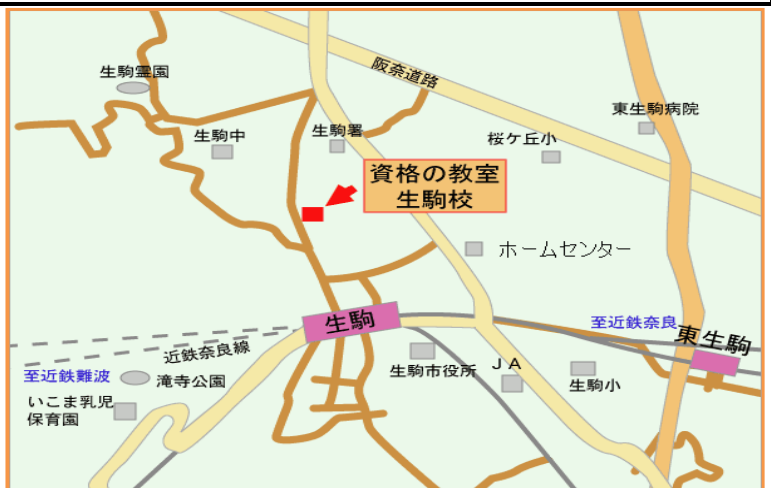 生駒霊園
阪奈道路
生駒中
生駒署
東生駒病院
桜ケ丘小
資格の教室
生駒校
ホームセンター
生駒
至近鉄奈良
東生駒
近鉄奈良線
至近鉄難波
滝寺公園
生駒市役所
ＪＡ
生駒小
いこま乳児
保育園